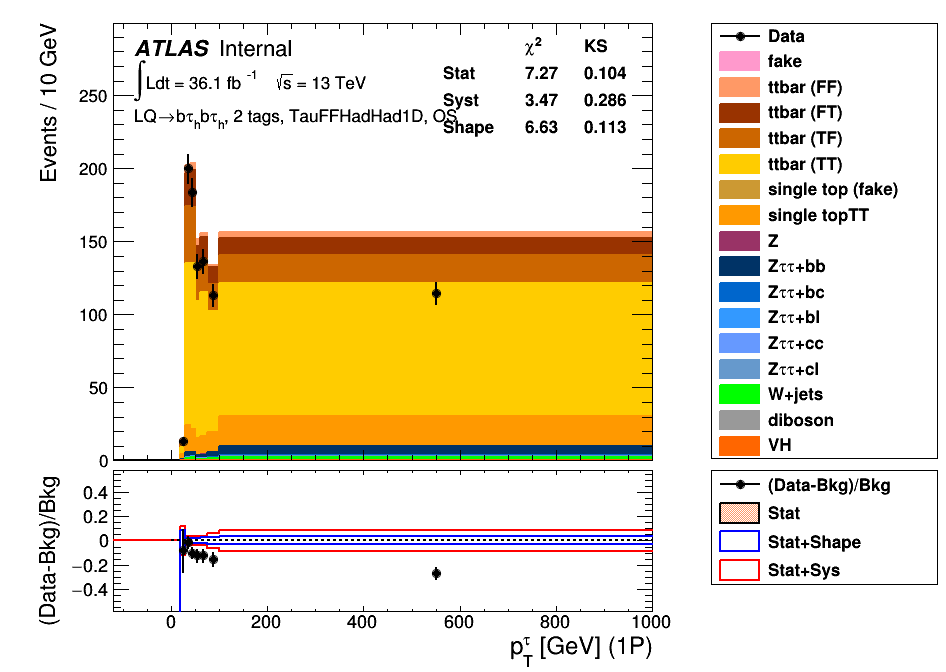 Events / 10 GeV
ATLAS Internal
∫Ldt = 36.1 fb⁻¹ √s = 13 TeV
LQ→bτₕbτₕ, 2 tags, TauFFHadHad1D, OS
χ² KS
Stat 7.27 0.104
Syst 3.47 0.286
Shape 6.63 0.113
250
200
150
100
50
0
Data
fake
ttbar (FF)
ttbar (FT)
ttbar (TF)
ttbar (TT)
single top (fake)
single topTT
Z
Zττ+bb
Zττ+bc
Zττ+bl
Zττ+cc
Zττ+cl
W+jets
diboson
VH
(Data-Bkg)/Bkg
0.4
0.2
0
−0.2
−0.4
0 200 400 600 800 1000
p_T^τ [GeV] (1P)
(Data-Bkg)/Bkg
Stat
Stat+Shape
Stat+Sys